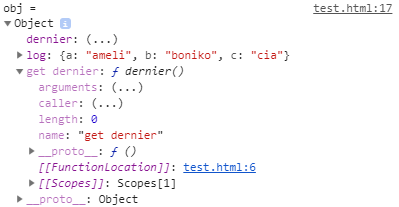 obj = test.html:17
▼ Object i
dernier: (...)
▶ log: {a: "ameli", b: "boniko", c: "cia"}
▼ get dernier: ƒ dernier()
arguments: (...)
caller: (...)
length: 0
name: "get dernier"
▶ __proto__: ƒ ()
[[FunctionLocation]]: test.html:6
▶ [[Scopes]]: Scopes[1]
▶ __proto__: Object